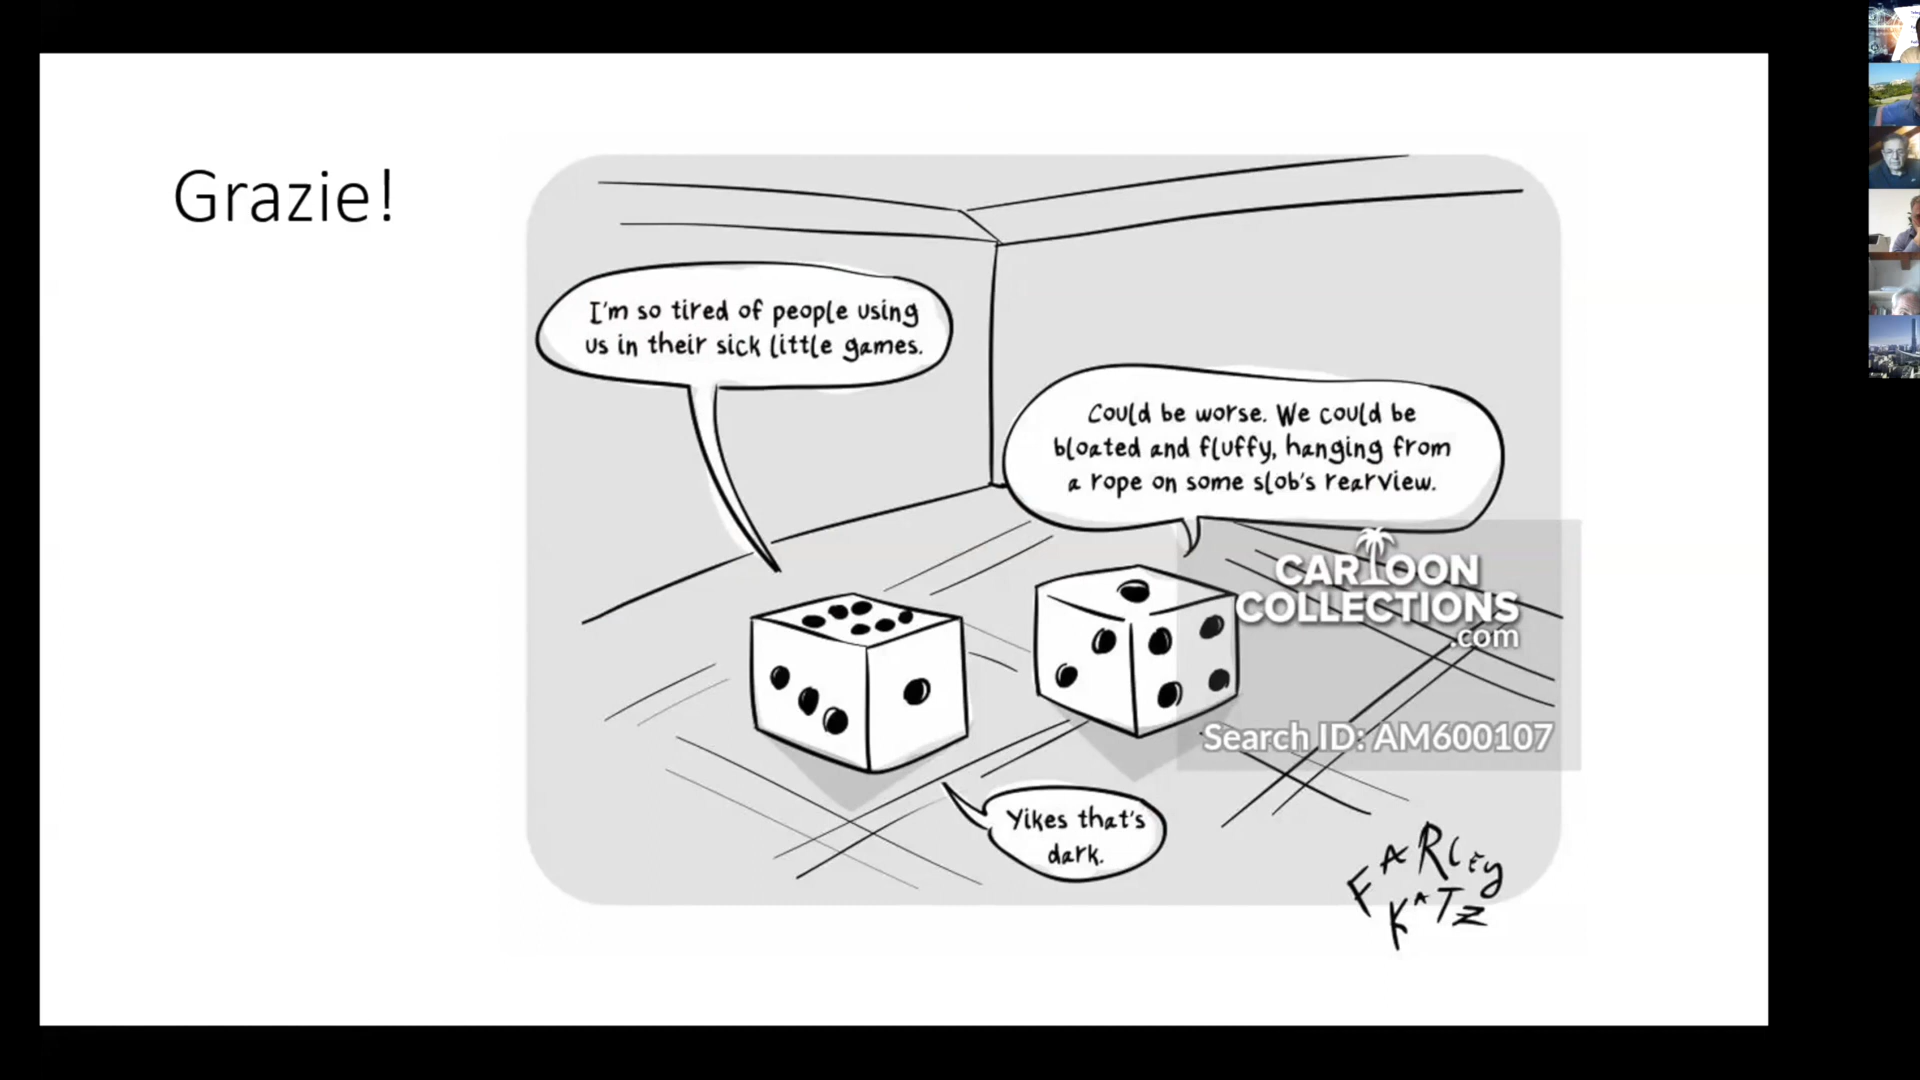 Grazie!
I'm so tired of people using
us in their sick little games.
Could be worse. We could be
bloated and fluffy, hanging from
a rope on some slob's rearview.
CARTOON
COLLECTIONS
.com
Search ID: AM600107
Yikes that's
dark.
FARLEY
KATZ